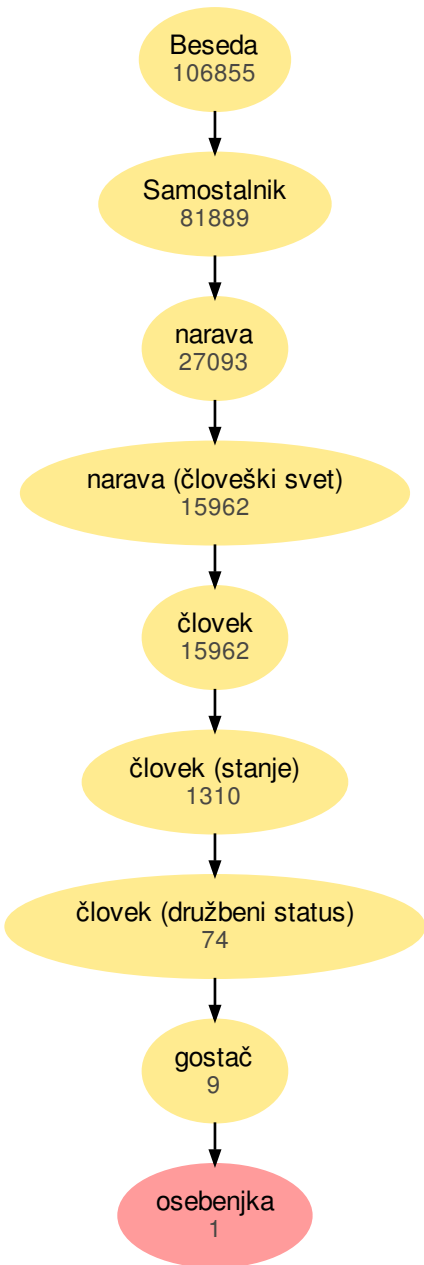 Beseda
106855
Samostalnik
81889
narava
27093
narava (človeški svet)
15962
človek
15962
človek (stanje)
1310
človek (družbeni status)
74
gostač
9
osebenjka
1